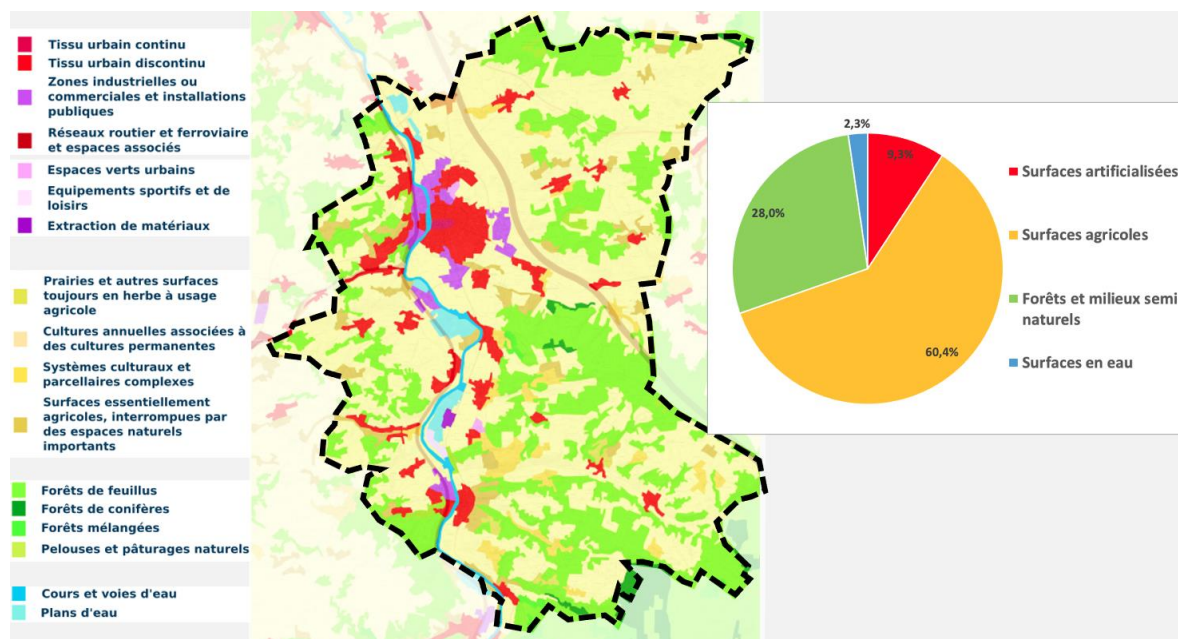 Tissu urbain continu
Tissu urbain discontinu
Zones industrielles ou
commerciales et installations
publiques
Réseaux routier et ferroviaire
et espaces associés
Espaces verts urbains
Equipements sportifs et de
loisirs
Extraction de matériaux
Prairies et autres surfaces
toujours en herbe à usage
agricole
Cultures annuelles associées à
des cultures permanentes
Systèmes culturaux et
parcellaires complexes
Surfaces essentiellement
agricoles, interrompues par
des espaces naturels
importants
Forêts de feuillus
Forêts de conifères
Forêts mélangées
Pelouses et pâturages naturels
Cours et voies d'eau
Plans d'eau
2,3%
9,3%
28,0%
60,4%
Surfaces artificialisées
Surfaces agricoles
Forêts et milieux semi
naturels
Surfaces en eau